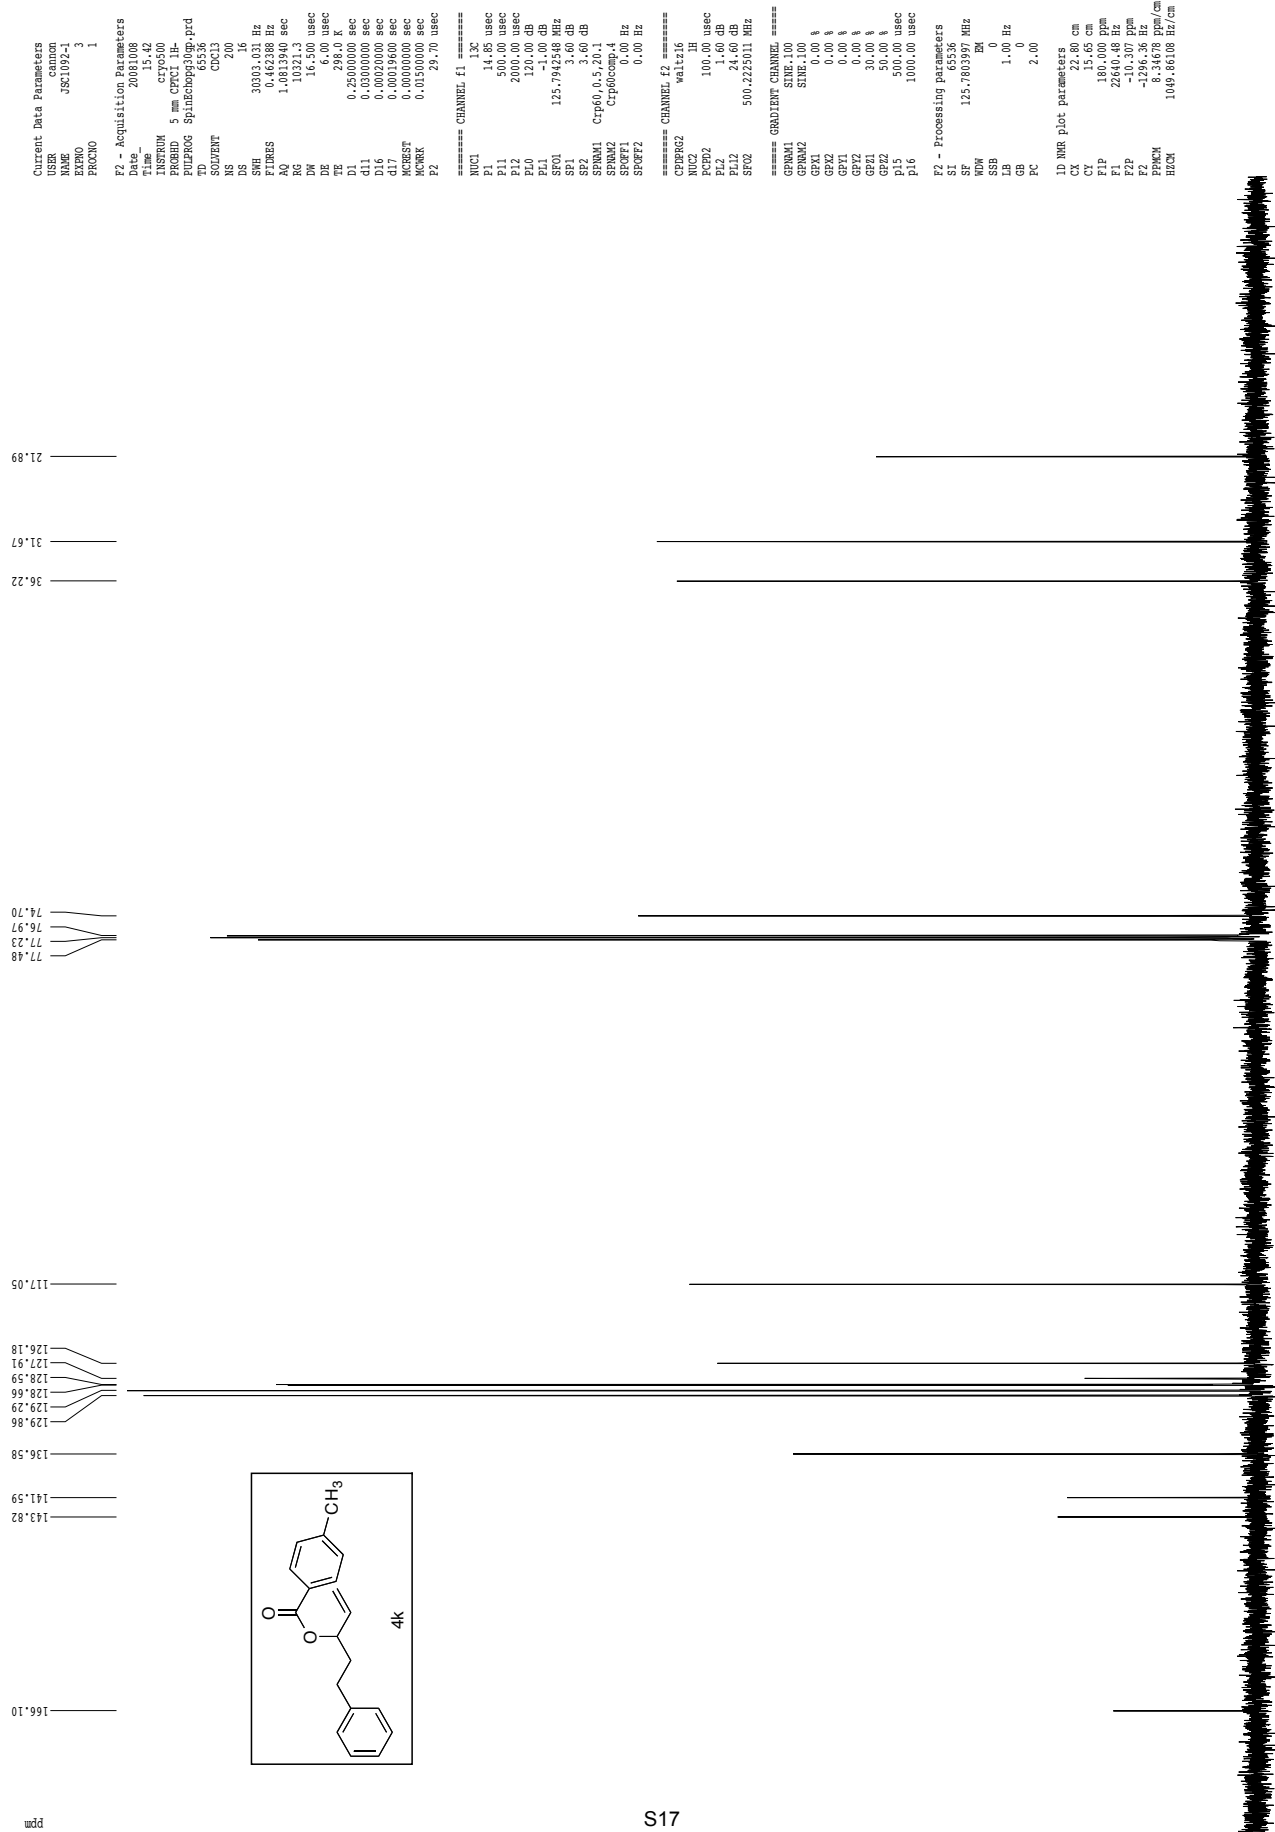 Current Data Parameters
USER cannon
NAME JSC1092-1
EXPNO 3
PROCNO 1
F2 - Acquisition Parameters
Date_ 20081008
Time 15.42
INSTRUM cryo500
PROBHD 5 mm CPTCI 1H-
PULPROG SpinEchopg30gp.prd
TD 65536
SOLVENT CDCl3
NS 200
DS 16
SWH 30303.031 Hz
FIDRES 0.462388 Hz
AQ 1.0813940 sec
RG 10321.3
DW 16.500 usec
DE 6.00 usec
TE 298.0 K
D1 0.25000000 sec
d11 0.03000000 sec
D16 0.00020000 sec
d17 0.00019600 sec
MCREST 0.00000000 sec
MCWRK 0.01500000 sec
P2 29.70 usec
======== CHANNEL f1 ========
NUC1 13C
P1 14.85 usec
P11 500.00 usec
P12 2000.00 usec
PL0 120.00 dB
PL1 -1.00 dB
SFO1 125.7942548 MHz
SP1 3.60 dB
SP2 3.60 dB
SPNAM1 Crp60,0.5,20.1
SPNAM2 Crp60comp.4
SPOFF1 0.00 Hz
SPOFF2 0.00 Hz
======== CHANNEL f2 ========
CPDPRG2 waltz16
NUC2 1H
PCPD2 100.00 usec
PL2 1.60 dB
PL12 24.60 dB
SFO2 500.2225011 MHz
====== GRADIENT CHANNEL =====
GPNAM1 SINE.100
GPNAM2 SINE.100
GPX1 0.00 %
GPX2 0.00 %
GPY1 0.00 %
GPY2 0.00 %
GPZ1 30.00 %
GPZ2 50.00 %
p15 500.00 usec
p16 1000.00 usec
F2 - Processing parameters
SI 65536
SF 125.7803997 MHz
WDW EM
SSB 0
LB 1.00 Hz
GB 0
PC 2.00
1D NMR plot parameters
CX 22.80 cm
CY 15.65 cm
F1P 180.000 ppm
F1 22640.48 Hz
F2P -10.307 ppm
F2 -1296.36 Hz
PPMCM 8.34678 ppm/cm
HZCM 1049.86108 Hz/cm
ppm
166.10
143.82
141.59
136.58
129.86
129.29
128.66
128.59
127.91
126.18
117.05
77.48
77.23
76.97
74.70
36.22
31.67
21.89
O
O
CH3
4k
S17